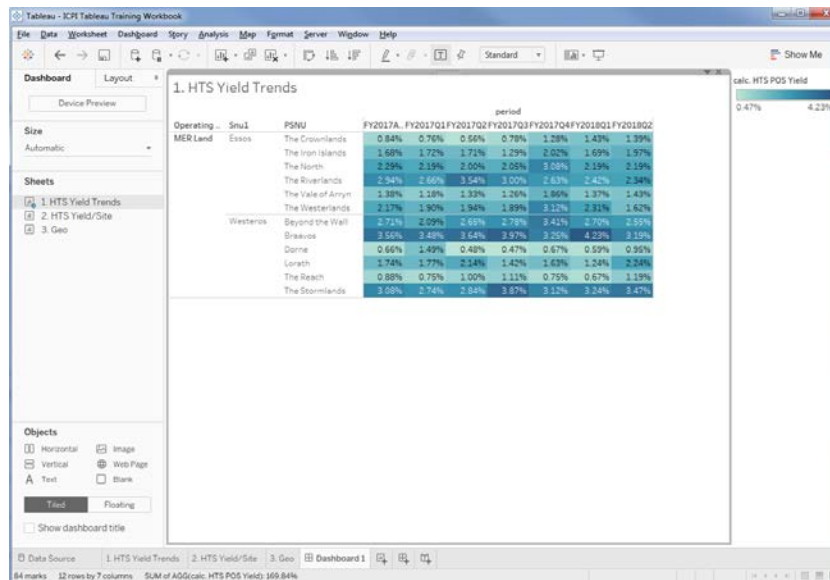 Tableau - ICPI Tableau Training Workbook
File Data Worksheet Dashboard Story Analysis Map Format Server Window Help
Standard Show Me
Dashboard Layout
Device Preview
Size
Automatic
Sheets
1. HTS Yield Trends
2. HTS Yield/Site
3. Geo
Objects
Horizontal Image
Vertical Web Page
Text Blank
Tiled Floating
Show dashboard title
1. HTS Yield Trends
period
Operating .. Snu1 PSNU FY2017A.. FY2017Q1 FY2017Q2 FY2017Q3 FY2017Q4 FY2018Q1 FY2018Q2
MER Land Essos The Crownlands 0.84% 0.76% 0.56% 0.78% 1.28% 1.43% 1.39%
The Iron Islands 1.68% 1.72% 1.71% 1.29% 2.02% 1.69% 1.97%
The North 2.29% 2.19% 2.00% 2.05% 3.08% 2.19% 2.19%
The Riverlands 2.94% 2.66% 3.54% 3.00% 2.63% 2.42% 2.34%
The Vale of Arryn 1.38% 1.18% 1.33% 1.26% 1.86% 1.37% 1.43%
The Westerlands 2.17% 1.90% 1.94% 1.89% 3.12% 2.31% 1.62%
Westeros Beyond the Wall 2.71% 2.09% 2.65% 2.78% 3.41% 2.70% 2.55%
Braavos 3.56% 3.48% 3.64% 3.97% 3.25% 4.23% 3.19%
Dorne 0.66% 1.49% 0.48% 0.47% 0.67% 0.59% 0.95%
Lorath 1.74% 1.77% 2.14% 1.42% 1.63% 1.24% 2.24%
The Reach 0.88% 0.75% 1.00% 1.11% 0.75% 0.67% 1.19%
The Stormlands 3.08% 2.74% 2.84% 3.87% 3.12% 3.24% 3.47%
calc. HTS POS Yield
0.47% 4.23%
Data Source 1. HTS Yield Trends 2. HTS Yield/Site 3. Geo Dashboard 1
84 marks 12 rows by 7 columns SUM of AGG(calc. HTS POS Yield): 169.84%